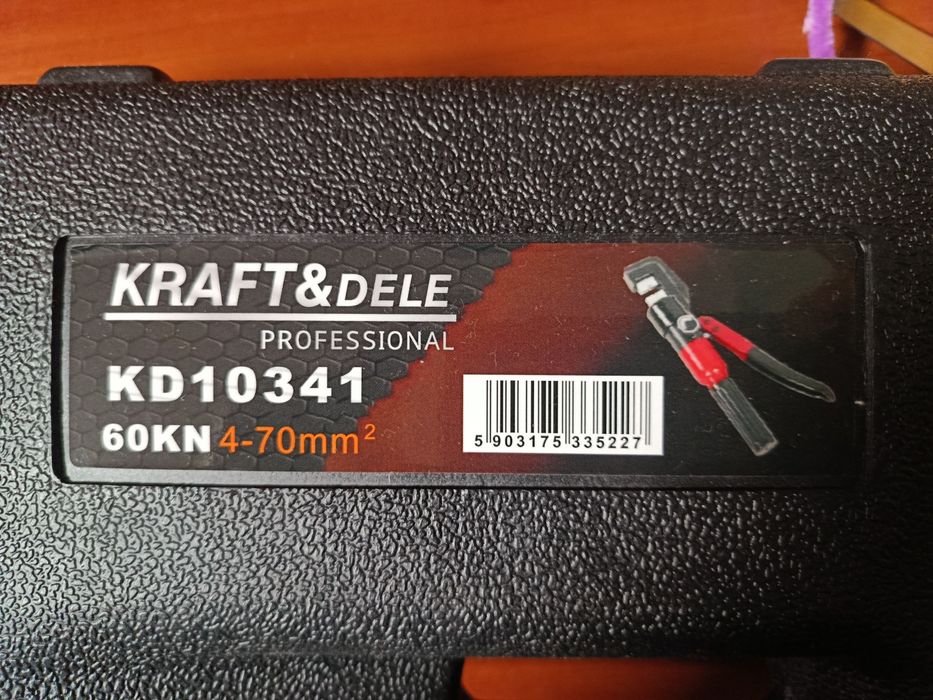 KRAFT&DELE
PROFESSIONAL
KD10341
60KN 4-70mm²
5 903175 335227